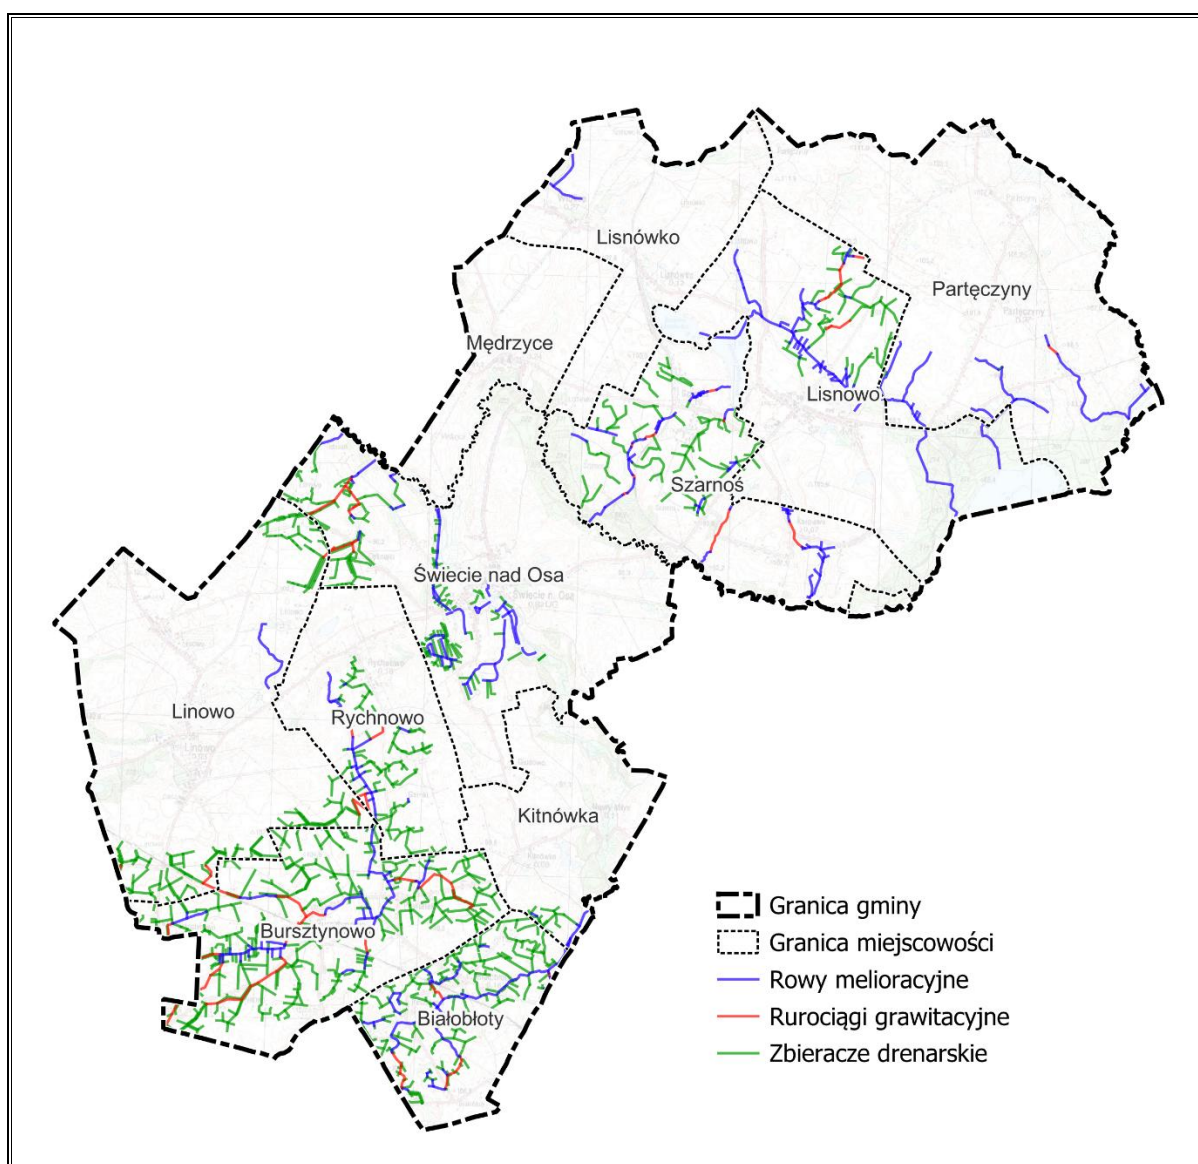 Lisnówko
Partęczyny
Mędrzyce
Lisnowo
Szarnoś
Świecie nad Osa
Linowo
Rychnowo
Kitnówka
Bursztynowo
Białobłoty
Granica gminy
Granica miejscowości
Rowy melioracyjne
Rurociągi grawitacyjne
Zbieracze drenarskie